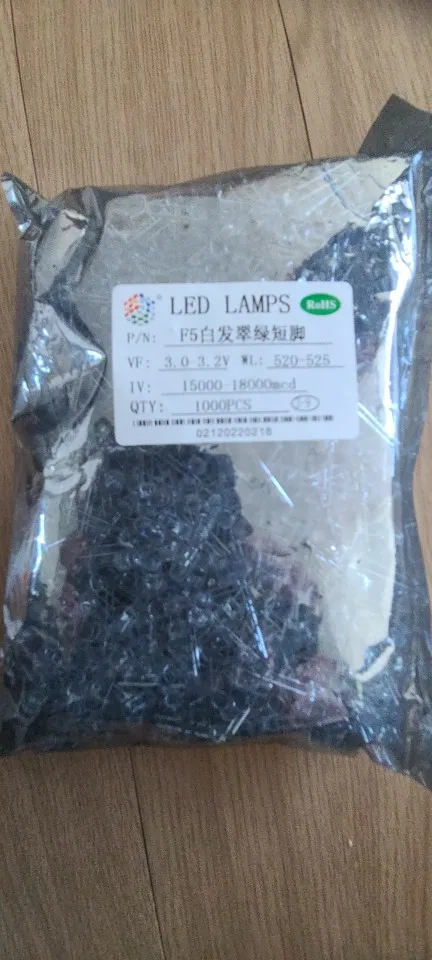 LED LAMPS RoHS
P/N: F5白发翠绿短脚
VF: 3.0-3.2V WL: 520-525
IV: 15000-18000mcd
QTY: 1000PCS
02120220218